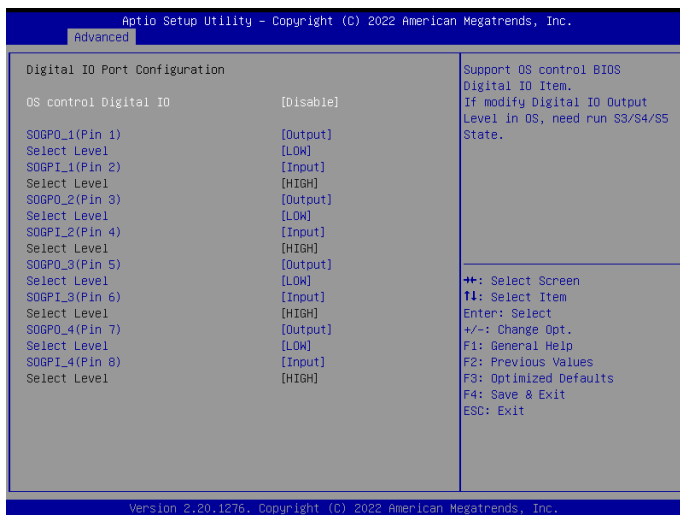 Aptio Setup Utility – Copyright (C) 2022 American Megatrends, Inc.
Advanced
Digital IO Port Configuration
OS control Digital IO [Disable]
SOGPO_1(Pin 1) [Output]
Select Level [LOW]
SOGPI_1(Pin 2) [Input]
Select Level [HIGH]
SOGPO_2(Pin 3) [Output]
Select Level [LOW]
SOGPI_2(Pin 4) [Input]
Select Level [HIGH]
SOGPO_3(Pin 5) [Output]
Select Level [LOW]
SOGPI_3(Pin 6) [Input]
Select Level [HIGH]
SOGPO_4(Pin 7) [Output]
Select Level [LOW]
SOGPI_4(Pin 8) [Input]
Select Level [HIGH]
Support OS control BIOS
Digital IO Item.
If modify Digital IO Output
Level in OS, need run S3/S4/S5
State.
→←: Select Screen
↑↓: Select Item
Enter: Select
+/-: Change Opt.
F1: General Help
F2: Previous Values
F3: Optimized Defaults
F4: Save & Exit
ESC: Exit
Version 2.20.1276. Copyright (C) 2022 American Megatrends, Inc.